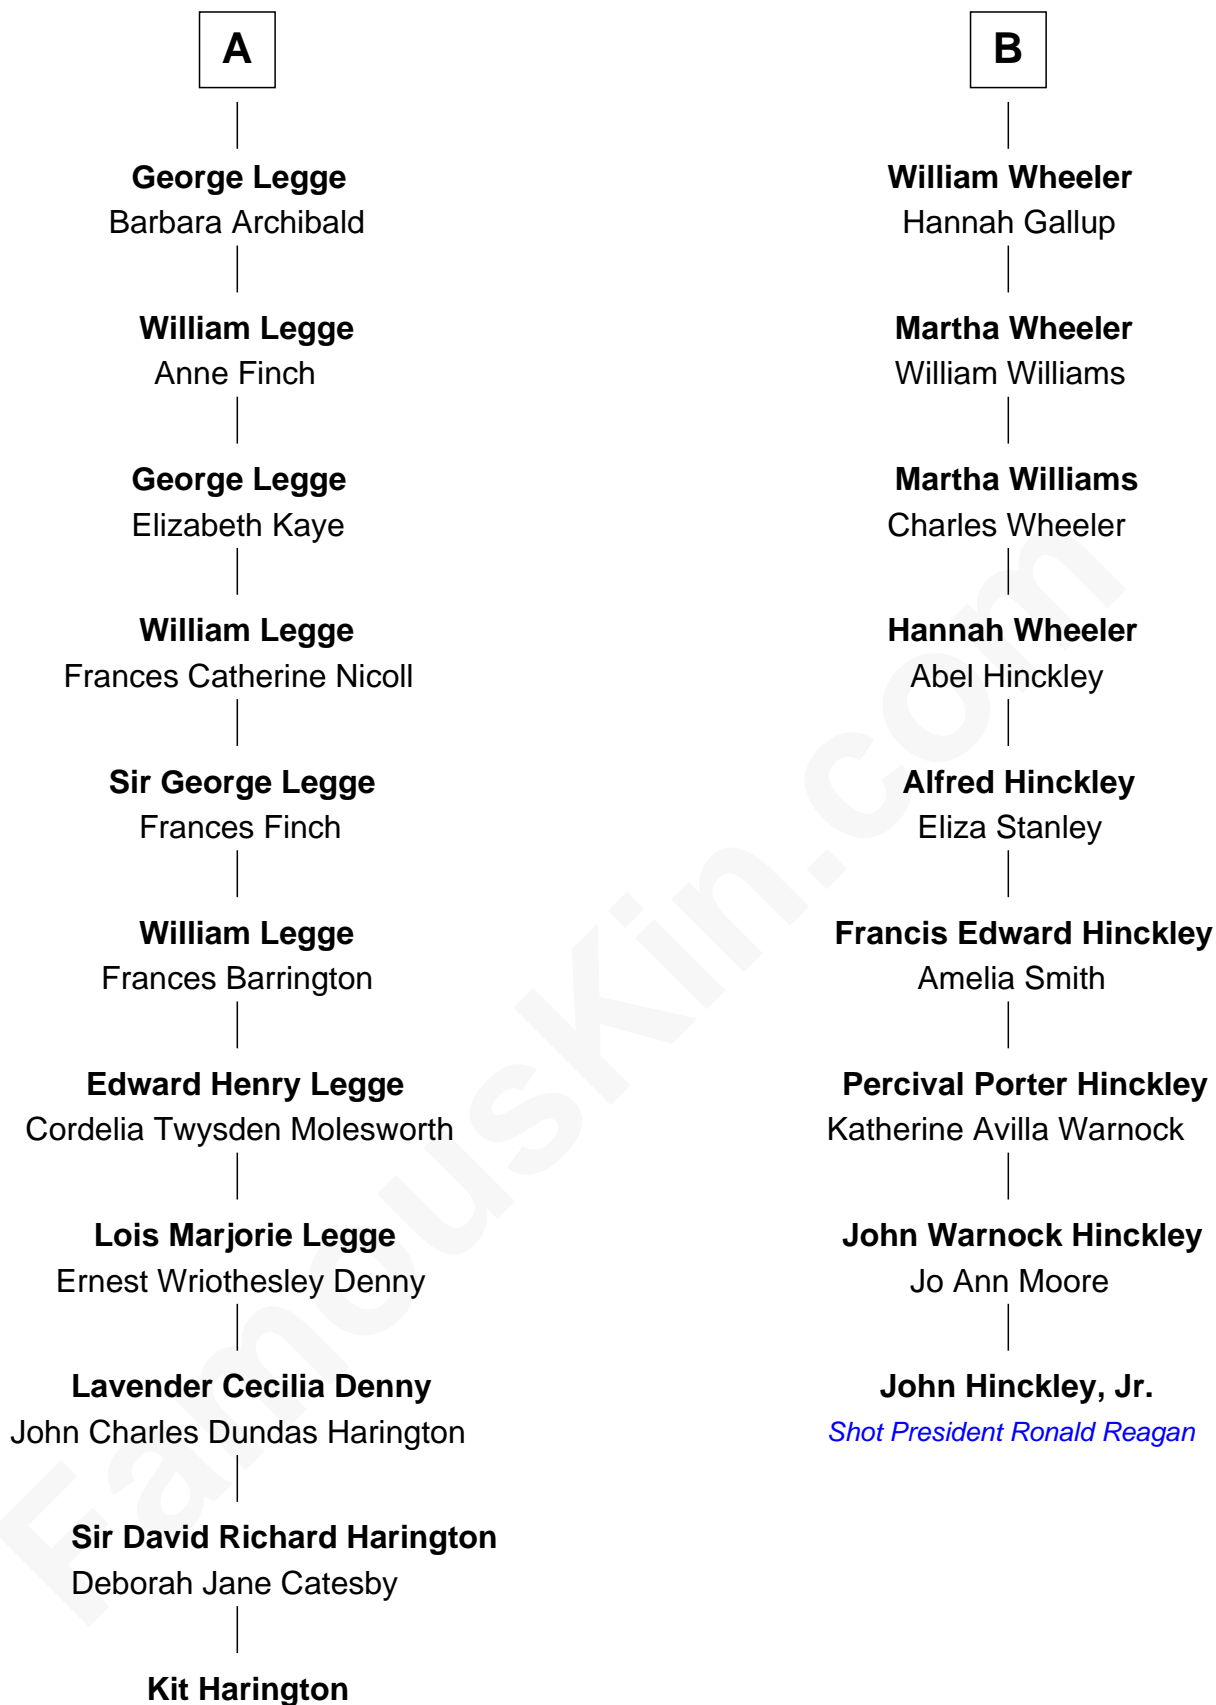 A
George Legge
Barbara Archibald
William Legge
Anne Finch
George Legge
Elizabeth Kaye
William Legge
Frances Catherine Nicoll
Sir George Legge
Frances Finch
William Legge
Frances Barrington
Edward Henry Legge
Cordelia Twysden Molesworth
Lois Marjorie Legge
Ernest Wriothesley Denny
Lavender Cecilia Denny
John Charles Dundas Harington
Sir David Richard Harington
Deborah Jane Catesby
Kit Harington
B
William Wheeler
Hannah Gallup
Martha Wheeler
William Williams
Martha Williams
Charles Wheeler
Hannah Wheeler
Abel Hinckley
Alfred Hinckley
Eliza Stanley
Francis Edward Hinckley
Amelia Smith
Percival Porter Hinckley
Katherine Avilla Warnock
John Warnock Hinckley
Jo Ann Moore
John Hinckley, Jr.
Shot President Ronald Reagan
FamousKin.com